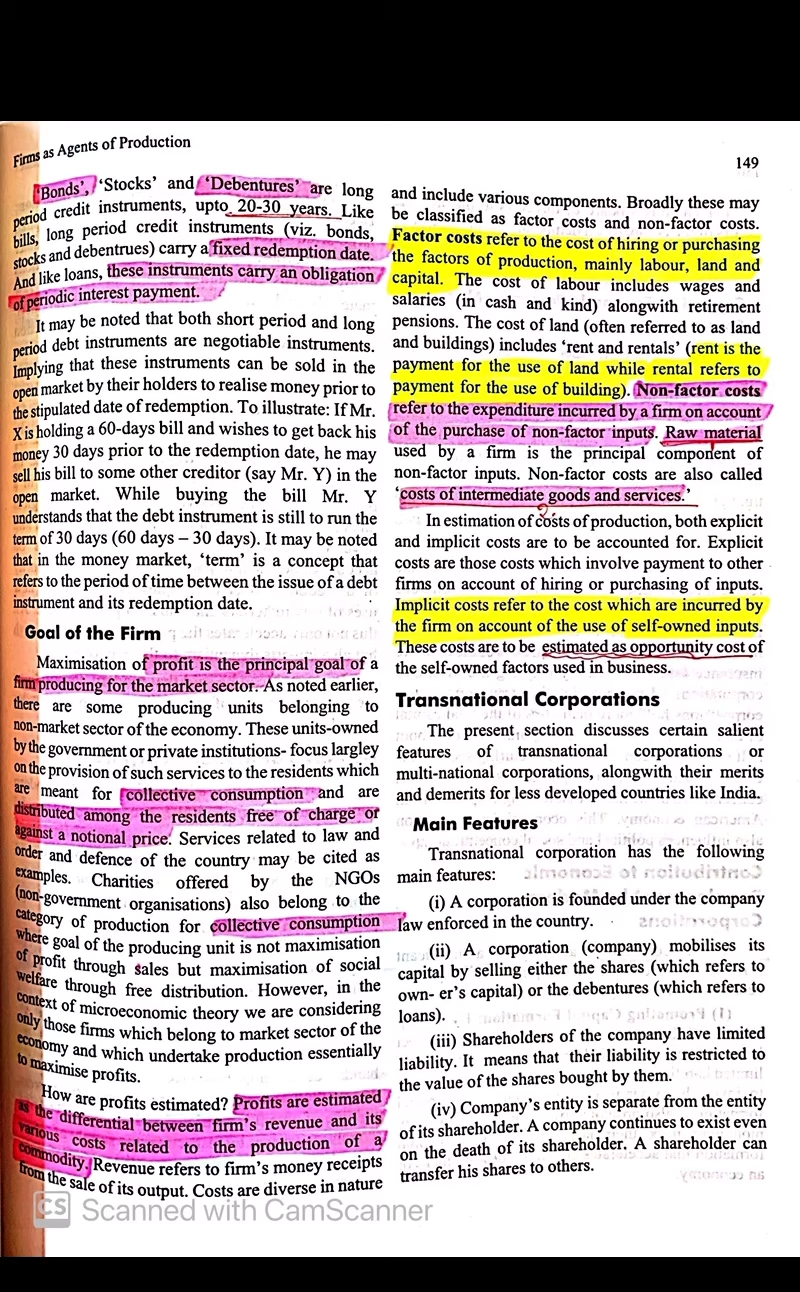 Firms as Agents of Production
149
'Bonds', 'Stocks' and 'Debentures' are long
period credit instruments, upto 20-30 years. Like
bills, long period credit instruments (viz. bonds,
stocks and debentrues) carry a fixed redemption date.
And like loans, these instruments carry an obligation
of periodic interest payment.
It may be noted that both short period and long
period debt instruments are negotiable instruments.
Implying that these instruments can be sold in the
open market by their holders to realise money prior to
the stipulated date of redemption. To illustrate: If Mr.
X is holding a 60-days bill and wishes to get back his
money 30 days prior to the redemption date, he may
sell his bill to some other creditor (say Mr. Y) in the
open market. While buying the bill Mr. Y
understands that the debt instrument is still to run the
term of 30 days (60 days – 30 days). It may be noted
that in the money market, 'term' is a concept that
refers to the period of time between the issue of a debt
instrument and its redemption date.
Goal of the Firm
Maximisation of profit is the principal goal of a
firm producing for the market sector. As noted earlier,
there are some producing units belonging to
non-market sector of the economy. These units-owned
by the government or private institutions- focus largley
on the provision of such services to the residents which
are meant for collective consumption and are
distributed among the residents free of charge or
against a notional price. Services related to law and
order and defence of the country may be cited as
examples. Charities offered by the NGOs
(non-government organisations) also belong to the
category of production for collective consumption
where goal of the producing unit is not maximisation
of profit through sales but maximisation of social
welfare through free distribution. However, in the
context of microeconomic theory we are considering
only those firms which belong to market sector of the
economy and which undertake production essentially
to maximise profits.
How are profits estimated? Profits are estimated
as the differential between firm's revenue and its
various costs related to the production of a
commodity. Revenue refers to firm's money receipts
from the sale of its output. Costs are diverse in nature
and include various components. Broadly these may
be classified as factor costs and non-factor costs.
Factor costs refer to the cost of hiring or purchasing
the factors of production, mainly labour, land and
capital. The cost of labour includes wages and
salaries (in cash and kind) alongwith retirement
pensions. The cost of land (often referred to as land
and buildings) includes 'rent and rentals' (rent is the
payment for the use of land while rental refers to
payment for the use of building). Non-factor costs
refer to the expenditure incurred by a firm on account
of the purchase of non-factor inputs. Raw material
used by a firm is the principal component of
non-factor inputs. Non-factor costs are also called
'costs of intermediate goods and services.'
In estimation of costs of production, both explicit
and implicit costs are to be accounted for. Explicit
costs are those costs which involve payment to other
firms on account of hiring or purchasing of inputs.
Implicit costs refer to the cost which are incurred by
the firm on account of the use of self-owned inputs.
These costs are to be estimated as opportunity cost of
the self-owned factors used in business.
Transnational Corporations
The present section discusses certain salient
features of transnational corporations or
multi-national corporations, alongwith their merits
and demerits for less developed countries like India.
Main Features
Transnational corporation has the following
main features:
(i) A corporation is founded under the company
law enforced in the country.
(ii) A corporation (company) mobilises its
capital by selling either the shares (which refers to
own- er's capital) or the debentures (which refers to
loans).
(iii) Shareholders of the company have limited
liability. It means that their liability is restricted to
the value of the shares bought by them.
(iv) Company's entity is separate from the entity
of its shareholder. A company continues to exist even
on the death of its shareholder. A shareholder can
transfer his shares to others.
CS Scanned with CamScanner